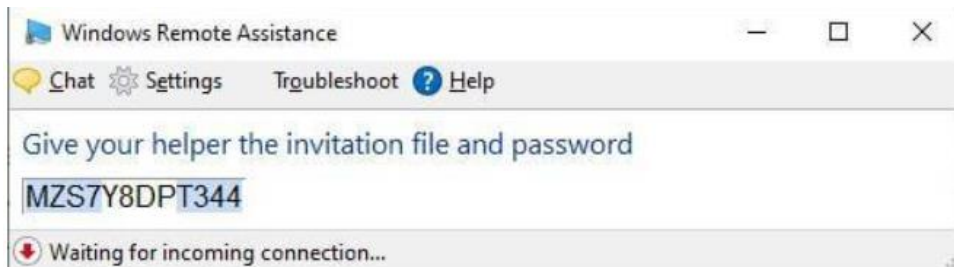 Windows Remote Assistance
Chat Settings Troubleshoot ? Help
Give your helper the invitation file and password
MZS7Y8DPT344
Waiting for incoming connection...